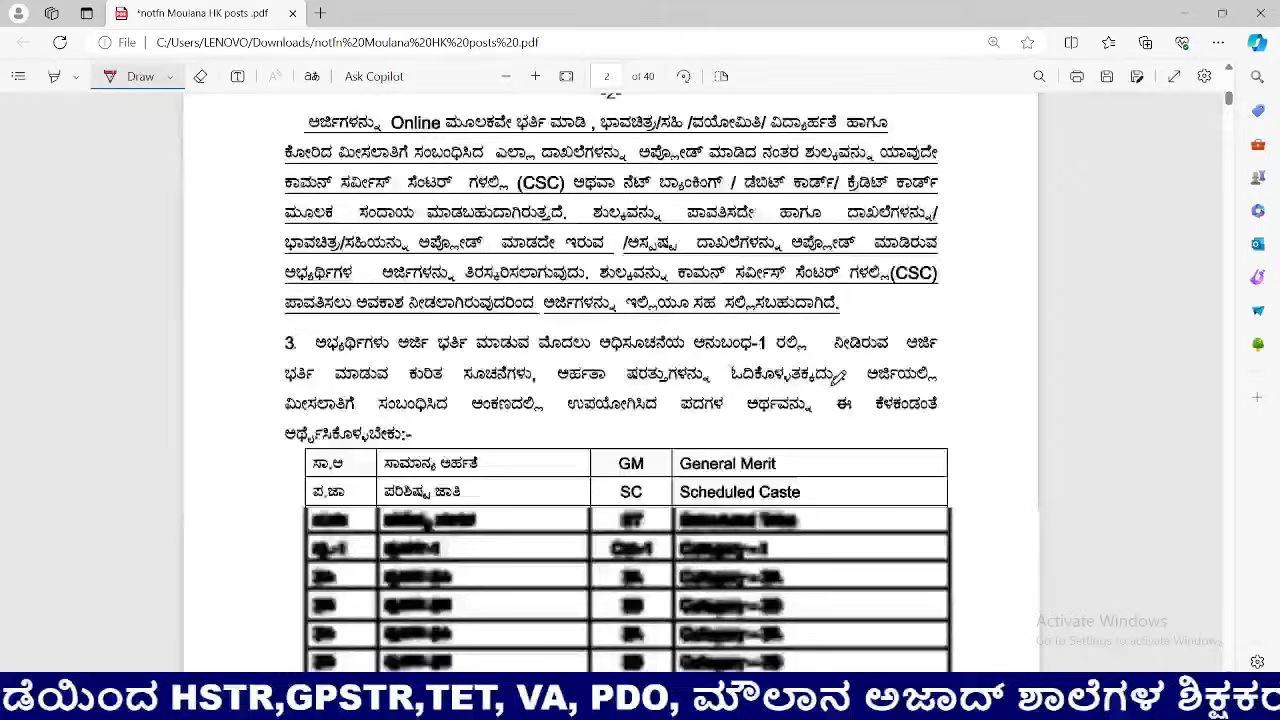 *notfn Moulana HK posts .pdf
File C:/Users/LENOVO/Downloads/notfn%20Moulana%20HK%20posts%20.pdf
Draw Ask Copilot 2 of 40
-2-
ಅರ್ಜಿಗಳನ್ನು Online ಮೂಲಕವೇ ಭರ್ತಿ ಮಾಡಿ , ಭಾವಚಿತ್ರ/ಸಹಿ /ವಯೋಮಿತಿ/ ವಿದ್ಯಾರ್ಹತೆ ಹಾಗೂ
ಕೋರಿದ ಮೀಸಲಾತಿಗೆ ಸಂಬಂಧಿಸಿದ ಎಲ್ಲಾ ದಾಖಲೆಗಳನ್ನು ಅಪ್ಲೋಡ್ ಮಾಡಿದ ನಂತರ ಶುಲ್ಕವನ್ನು ಯಾವುದೇ
ಕಾಮನ್ ಸರ್ವೀಸ್ ಸೆಂಟರ್ ಗಳಲ್ಲಿ (CSC) ಅಥವಾ ನೆಟ್ ಬ್ಯಾಂಕಿಂಗ್ / ಡೆಬಿಟ್ ಕಾರ್ಡ್/ ಕ್ರೆಡಿಟ್ ಕಾರ್ಡ್
ಮೂಲಕ ಸಂದಾಯ ಮಾಡಬಹುದಾಗಿರುತ್ತದೆ. ಶುಲ್ಕವನ್ನು ಪಾವತಿಸದೇ ಹಾಗೂ ದಾಖಲೆಗಳನ್ನು/
ಭಾವಚಿತ್ರ/ಸಹಿಯನ್ನು ಅಪ್ಲೋಡ್ ಮಾಡದೇ ಇರುವ /ಅಸ್ಪಷ್ಟ ದಾಖಲೆಗಳನ್ನು ಅಪ್ಲೋಡ್ ಮಾಡಿರುವ
ಅಭ್ಯರ್ಥಿಗಳ ಅರ್ಜಿಗಳನ್ನು ತಿರಸ್ಕರಿಸಲಾಗುವುದು. ಶುಲ್ಕವನ್ನು ಕಾಮನ್ ಸರ್ವೀಸ್ ಸೆಂಟರ್ ಗಳಲ್ಲಿ(CSC)
ಪಾವತಿಸಲು ಅವಕಾಶ ನೀಡಲಾಗಿರುವುದರಿಂದ ಅರ್ಜಿಗಳನ್ನು ಇಲ್ಲಿಯೂ ಸಹ ಸಲ್ಲಿಸಬಹುದಾಗಿದೆ.
3. ಅಭ್ಯರ್ಥಿಗಳು ಅರ್ಜಿ ಭರ್ತಿ ಮಾಡುವ ಮೊದಲು ಅಧಿಸೂಚನೆಯ ಅನುಬಂಧ-1 ರಲ್ಲಿ ನೀಡಿರುವ ಅರ್ಜಿ
ಭರ್ತಿ ಮಾಡುವ ಕುರಿತ ಸೂಚನೆಗಳು, ಅರ್ಹತಾ ಷರತ್ತುಗಳನ್ನು ಓದಿಕೊಳ್ಳತಕ್ಕದ್ದು. ಅರ್ಜಿಯಲ್ಲಿ
ಮೀಸಲಾತಿಗೆ ಸಂಬಂಧಿಸಿದ ಅಂಕಣದಲ್ಲಿ ಉಪಯೋಗಿಸಿದ ಪದಗಳ ಅರ್ಥವನ್ನು ಈ ಕೆಳಕಂಡಂತೆ
ಅರ್ಥೈಸಿಕೊಳ್ಳಬೇಕು:-
ಸಾ.ಅ ಸಾಮಾನ್ಯ ಅರ್ಹತೆ GM General Merit
ಪ.ಜಾ ಪರಿಶಿಷ್ಟ ಜಾತಿ SC Scheduled Caste
Activate Windows
Go to Settings to activate Windows.
ಡೆಯಿಂದ HSTR,GPSTR,TET, VA, PDO, ಮೌಲಾನ ಅಜಾದ್ ಶಾಲೆಗಳ ಶಿಕ್ಷಕರ